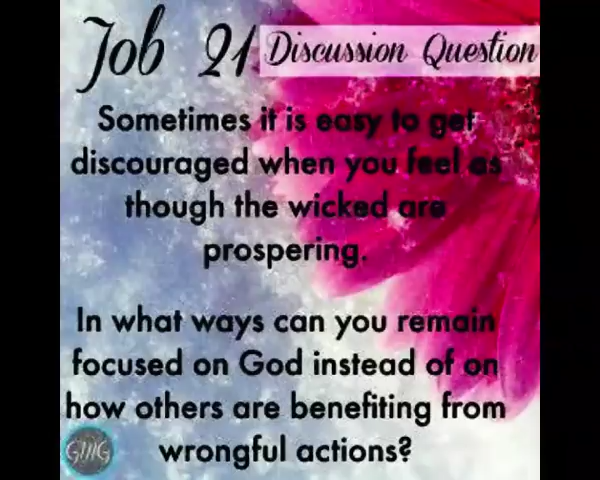 Job 21 Discussion Question
Sometimes it is easy to get
discouraged when you feel as
though the wicked are
prospering.
In what ways can you remain
focused on God instead of on
how others are benefiting from
wrongful actions?
GMG